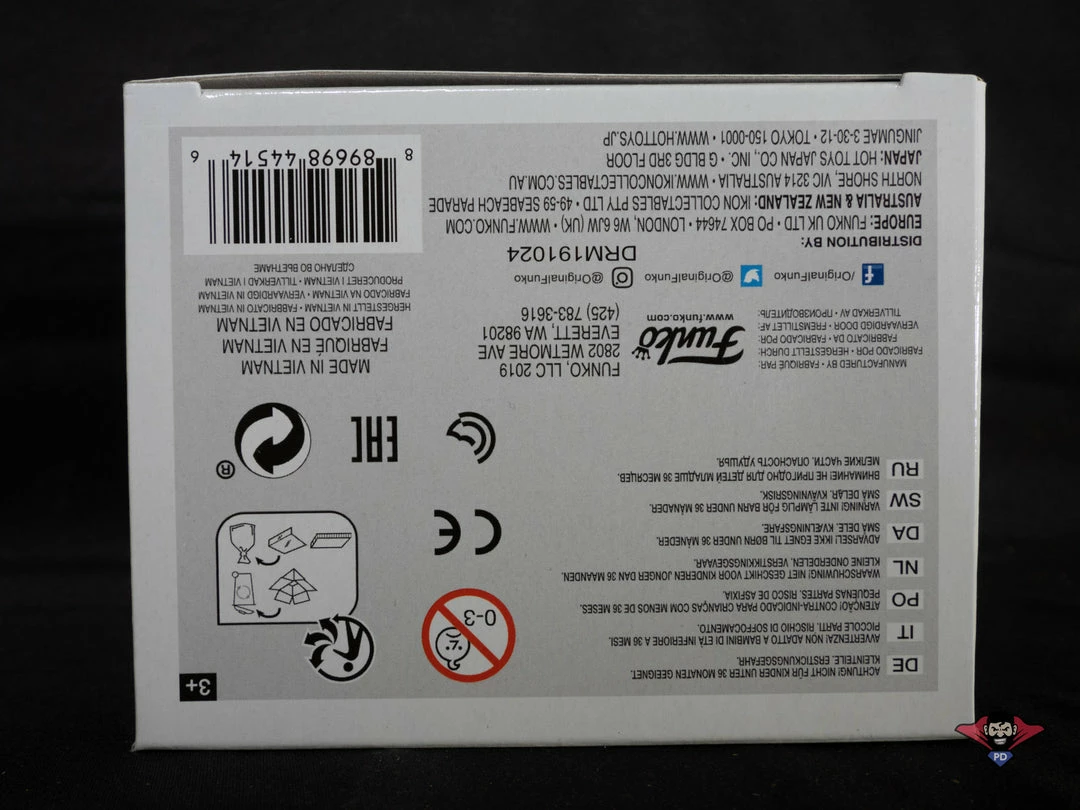 3+
0-3
DE
ACHTUNG! NICHT FÜR KINDER UNTER 36 MONATEN GEEIGNET.
KLEINTEILE. ERSTICKUNGSGEFAHR.
IT
AVVERTENZA! NON ADATTO A BAMBINI DI ETÀ INFERIORE A 36 MESI.
PICCOLE PARTI. RISCHIO DI SOFFOCAMENTO.
PO
ATENÇÃO! CONTRA-INDICADO PARA CRIANÇAS COM MENOS DE 36 MESES.
PEQUENAS PARTES. RISCO DE ASFIXIA.
NL
WAARSCHUWING! NIET GESCHIKT VOOR KINDEREN JONGER DAN 36 MAANDEN.
KLEINE ONDERDELEN. VERSTIKKINGSGEVAAR.
DA
ADVARSEL! IKKE EGNET TIL BORN UNDER 36 MÅNEDER.
SMÅ DELE. KVÆLNINGSFARE.
SW
VARNING! INTE LÄMPLIG FÖR BARN UNDER 36 MÅNADER.
SMÅ DELAR. KVÄVNINGSRISK.
RU
ВНИМАНИЕ! НЕ ПРИГОДНО ДЛЯ ДЕТЕЙ МЛАДШЕ 36 МЕСЯЦЕВ.
МЕЛКИЕ ЧАСТИ. ОПАСНОСТЬ УДУШЬЯ.
CE
EAC
®
MANUFACTURED BY • FABRIQUÉ PAR:
FABRICADO POR • HERGESTELLT DURCH:
FABBRICATO DA • FABRICADO POR:
VERVAARDIGD DOOR • FREMSTILLET AF:
TILLVERKAD AV • ПРОИЗВОДИТЕЛЬ:
Funko
www.funko.com
FUNKO, LLC 2019
2802 WETMORE AVE
EVERETT, WA 98201
(425) 783-3616
MADE IN VIETNAM
FABRIQUÉ EN VIETNAM
FABRICADO EN VIETNAM
HERGESTELLT IN VIETNAM • FABBRICATO IN VIETNAM
FABRICADO NA VIETNAM • VERVAARDIGD IN VIETNAM
PRODUCERET I VIETNAM • TILLVERKAD I VIETNAM
СДЕЛАНО ВО ВЬЕТНАМЕ
/OriginalFunko
@OriginalFunko
@OriginalFunko
DRM191024
DISTRIBUTION BY:
EUROPE: FUNKO UK LTD • PO BOX 74644 • LONDON, W6 6JW (UK) • WWW.FUNKO.COM
AUSTRALIA & NEW ZEALAND: IKON COLLECTABLES PTY LTD • 49-59 SEABEACH PARADE
NORTH SHORE, VIC 3214 AUSTRALIA • WWW.IKONCOLLECTABLES.COM.AU
JAPAN: HOT TOYS JAPAN CO., INC. • G BLDG 3RD FLOOR
JINGUMAE 3-30-12 • TOKYO 150-0001 • WWW.HOTTOYS.JP
8 89698 44514 6
PD